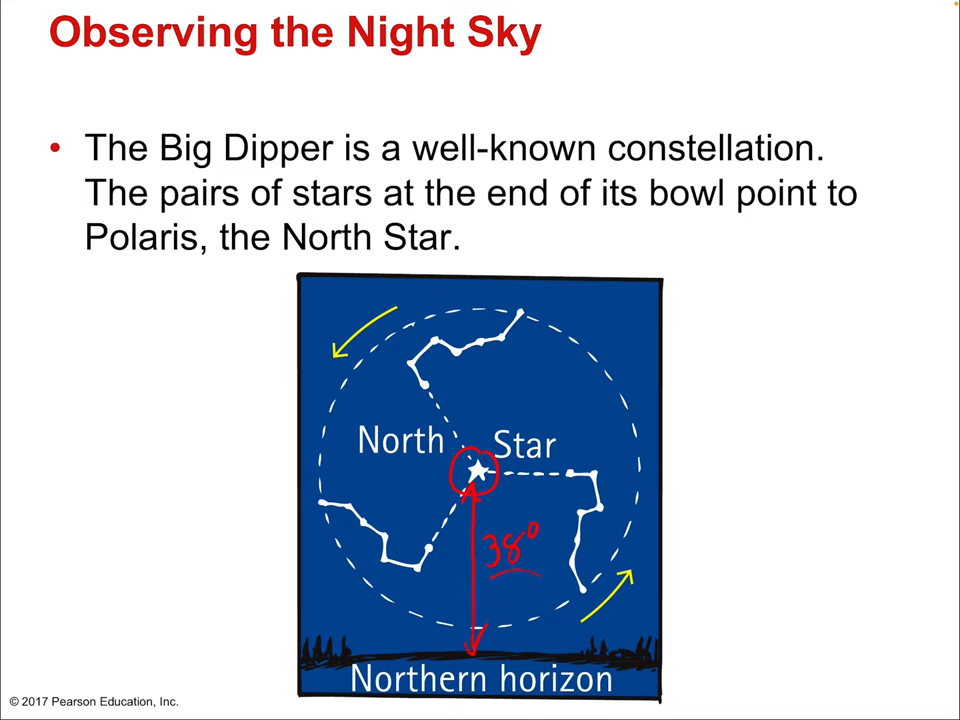 Observing the Night Sky
• The Big Dipper is a well-known constellation.
The pairs of stars at the end of its bowl point to
Polaris, the North Star.
North Star
38°
Northern horizon
© 2017 Pearson Education, Inc.